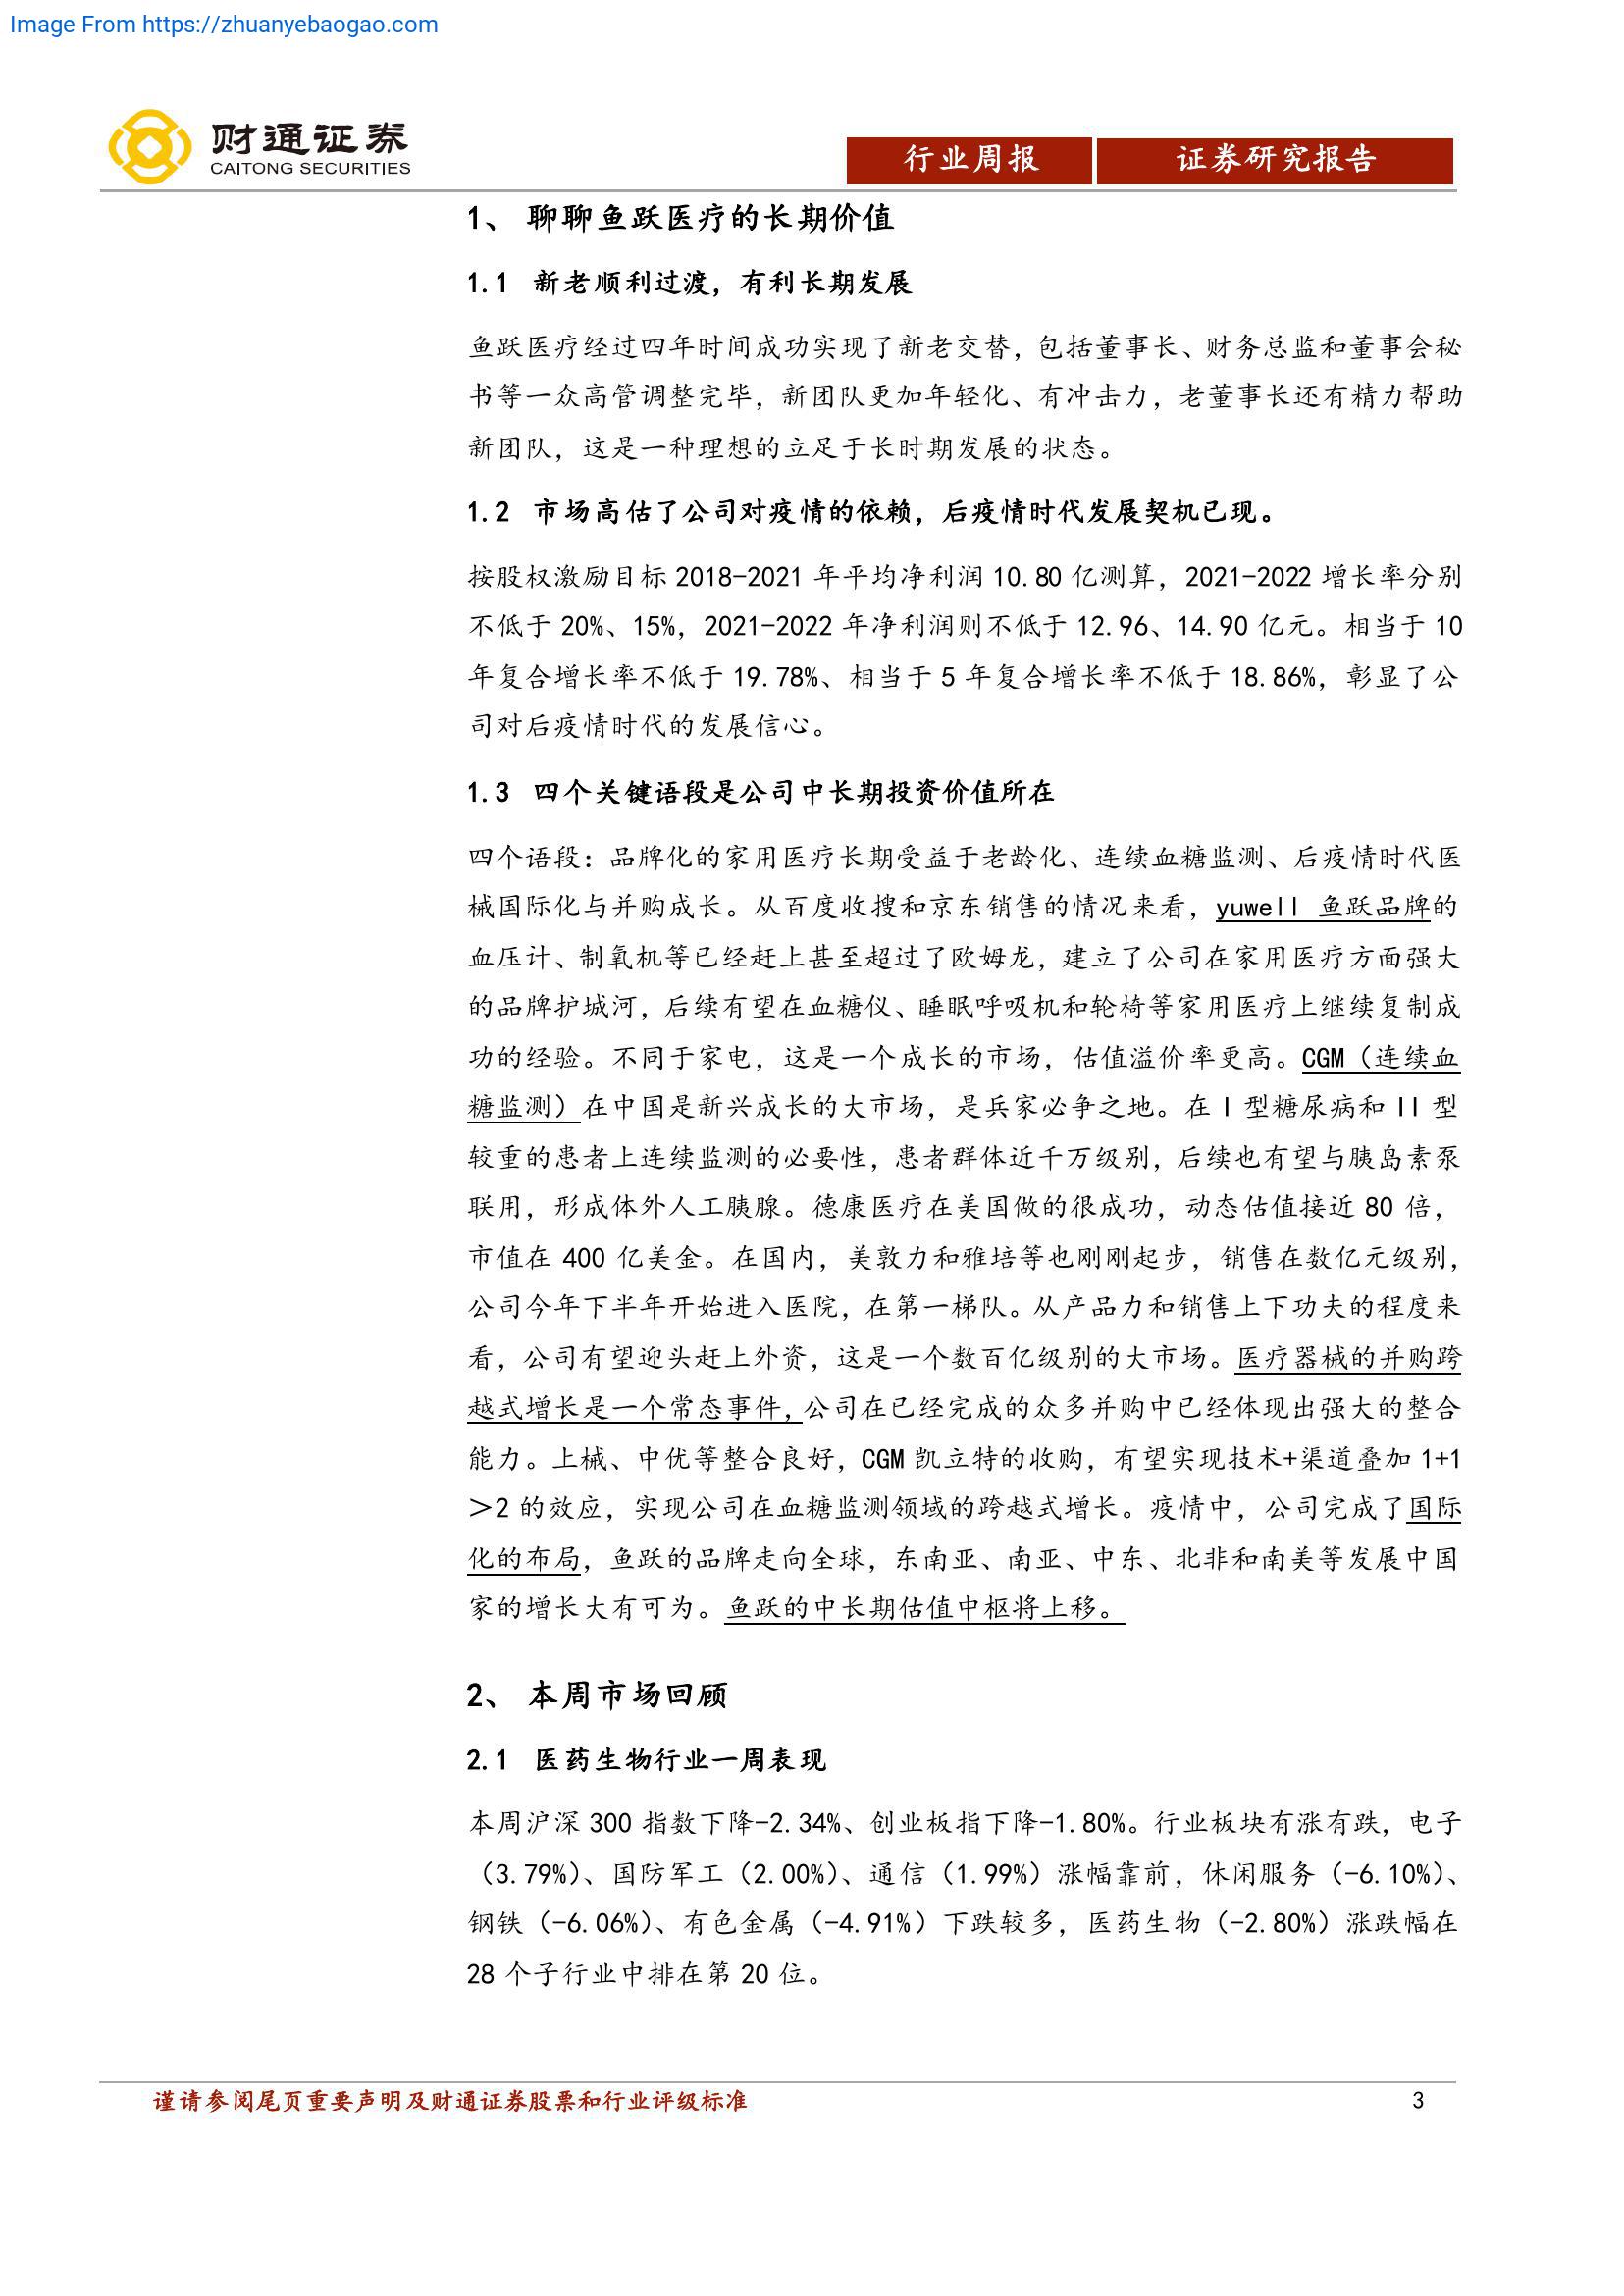 Image From https://zhuanyebaogao.com
财通证券
CAITONG SECURITIES
行业周报
证券研究报告
1、 聊聊鱼跃医疗的长期价值
1.1 新老顺利过渡，有利长期发展
鱼跃医疗经过四年时间成功实现了新老交替，包括董事长、财务总监和董事会秘
书等一众高管调整完毕，新团队更加年轻化、有冲击力，老董事长还有精力帮助
新团队，这是一种理想的立足于长时期发展的状态。
1.2 市场高估了公司对疫情的依赖，后疫情时代发展契机已现。
按股权激励目标 2018-2021 年平均净利润 10.80 亿测算，2021-2022 增长率分别
不低于 20%、15%，2021-2022 年净利润则不低于 12.96、14.90 亿元。相当于 10
年复合增长率不低于 19.78%、相当于 5 年复合增长率不低于 18.86%，彰显了公
司对后疫情时代的发展信心。
1.3 四个关键语段是公司中长期投资价值所在
四个语段：品牌化的家用医疗长期受益于老龄化、连续血糖监测、后疫情时代医
械国际化与并购成长。从百度收搜和京东销售的情况来看，yuwell 鱼跃品牌的
血压计、制氧机等已经赶上甚至超过了欧姆龙，建立了公司在家用医疗方面强大
的品牌护城河，后续有望在血糖仪、睡眠呼吸机和轮椅等家用医疗上继续复制成
功的经验。不同于家电，这是一个成长的市场，估值溢价率更高。CGM（连续血
糖监测）在中国是新兴成长的大市场，是兵家必争之地。在 I 型糖尿病和 II 型
较重的患者上连续监测的必要性，患者群体近千万级别，后续也有望与胰岛素泵
联用，形成体外人工胰腺。德康医疗在美国做的很成功，动态估值接近 80 倍，
市值在 400 亿美金。在国内，美敦力和雅培等也刚刚起步，销售在数亿元级别，
公司今年下半年开始进入医院，在第一梯队。从产品力和销售上下功夫的程度来
看，公司有望迎头赶上外资，这是一个数百亿级别的大市场。医疗器械的并购跨
越式增长是一个常态事件，公司在已经完成的众多并购中已经体现出强大的整合
能力。上械、中优等整合良好，CGM 凯立特的收购，有望实现技术+渠道叠加 1+1
＞2 的效应，实现公司在血糖监测领域的跨越式增长。疫情中，公司完成了国际
化的布局，鱼跃的品牌走向全球，东南亚、南亚、中东、北非和南美等发展中国
家的增长大有可为。鱼跃的中长期估值中枢将上移。
2、 本周市场回顾
2.1 医药生物行业一周表现
本周沪深 300 指数下降-2.34%、创业板指下降-1.80%。行业板块有涨有跌，电子
（3.79%）、国防军工（2.00%）、通信（1.99%）涨幅靠前，休闲服务（-6.10%）、
钢铁（-6.06%）、有色金属（-4.91%）下跌较多，医药生物（-2.80%）涨跌幅在
28 个子行业中排在第 20 位。
谨请参阅尾页重要声明及财通证券股票和行业评级标准
3